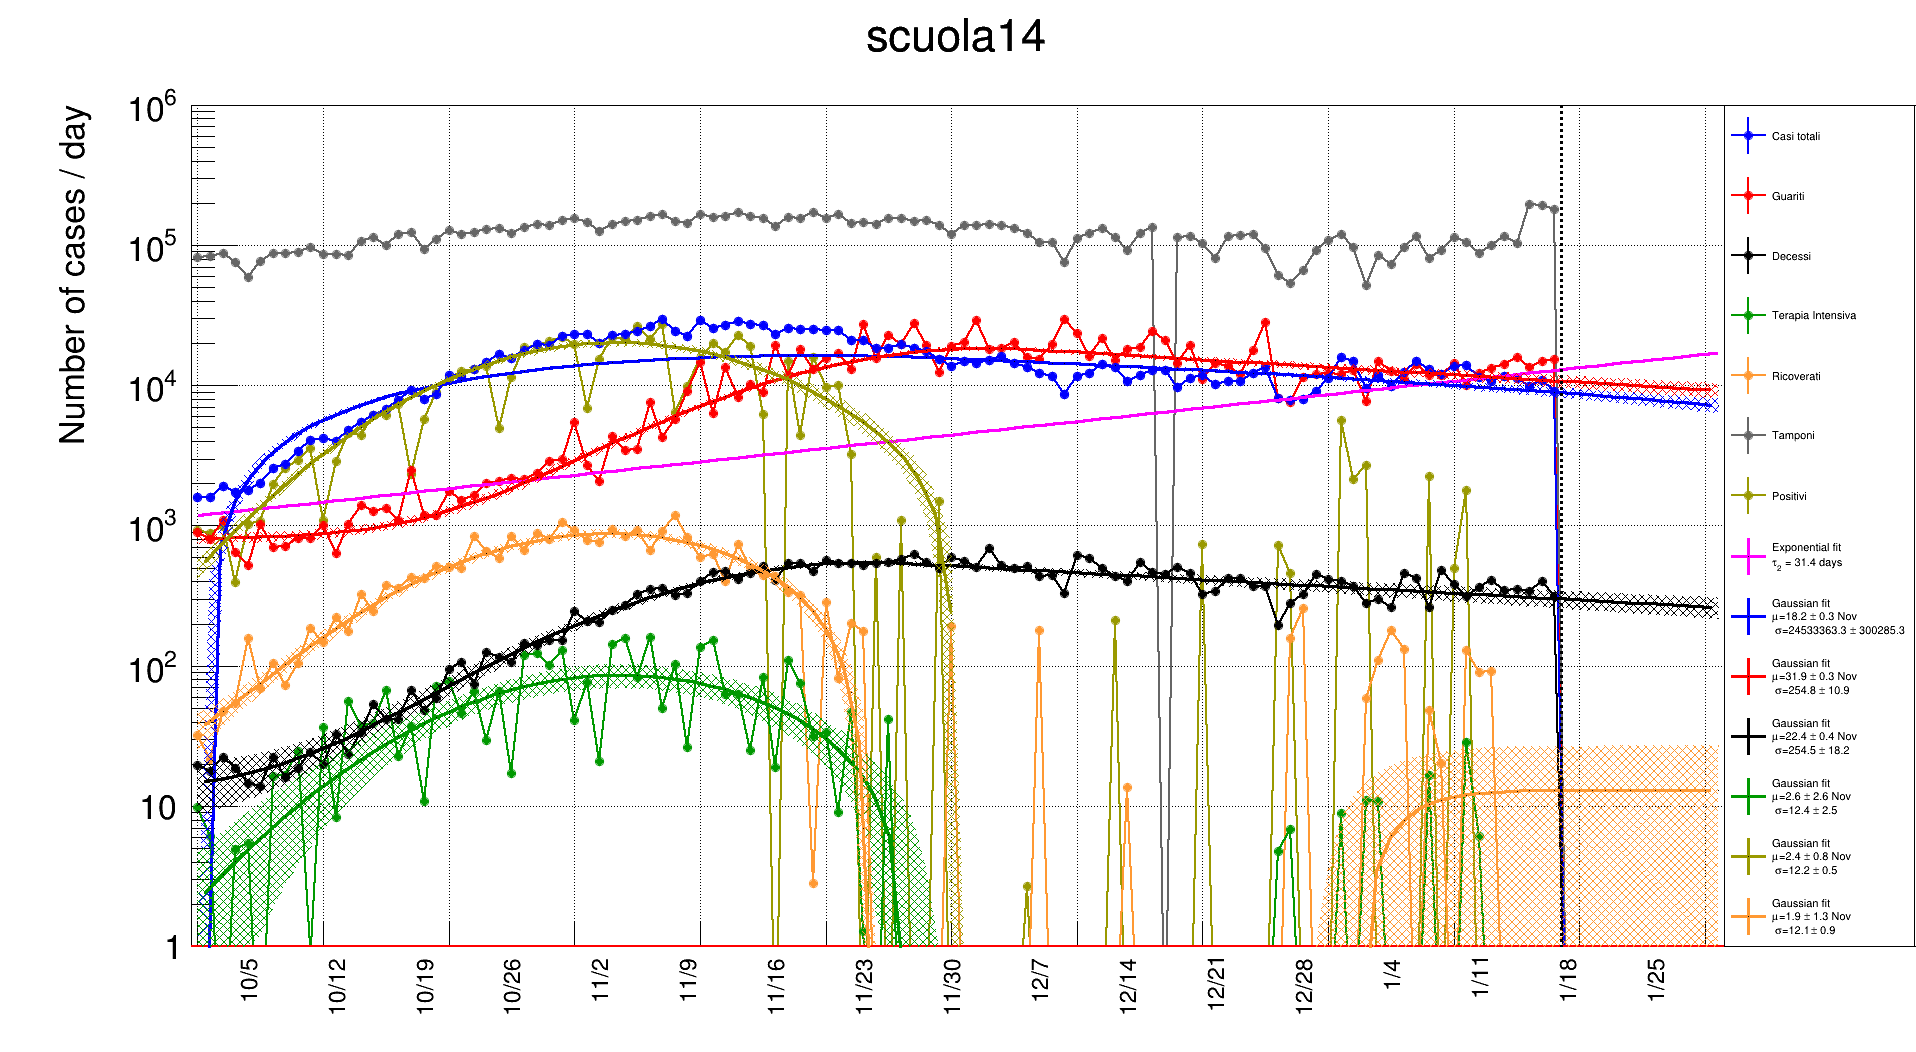 scuola14
Number of cases / day
10^6
10^5
10^4
10^3
10^2
10
1
10/5
10/12
10/19
10/26
11/2
11/9
11/16
11/23
11/30
12/7
12/14
12/21
12/28
1/4
1/11
1/18
1/25
Casi totali
Guariti
Decessi
Terapia Intensiva
Ricoverati
Tamponi
Positivi
Exponential fit
τ₂ = 31.4 days
Gaussian fit
μ=18.2 ± 0.3 Nov
σ=24533363.3 ± 300285.3
Gaussian fit
μ=31.9 ± 0.3 Nov
σ=254.8 ± 10.9
Gaussian fit
μ=22.4 ± 0.4 Nov
σ=254.5 ± 18.2
Gaussian fit
μ=2.6 ± 2.6 Nov
σ=12.4 ± 2.5
Gaussian fit
μ=2.4 ± 0.8 Nov
σ=12.2 ± 0.5
Gaussian fit
μ=1.9 ± 1.3 Nov
σ=12.1 ± 0.9